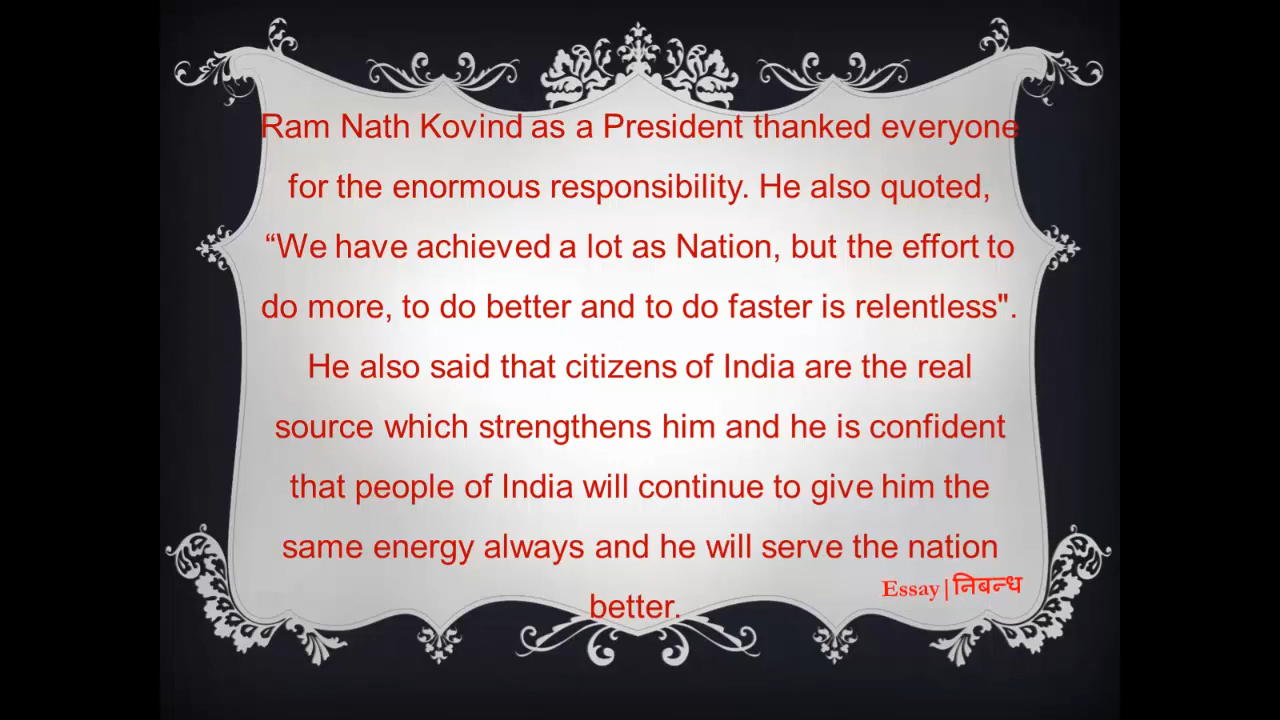 Ram Nath Kovind as a President thanked everyone
for the enormous responsibility. He also quoted,
“We have achieved a lot as Nation, but the effort to
do more, to do better and to do faster is relentless".
He also said that citizens of India are the real
source which strengthens him and he is confident
that people of India will continue to give him the
same energy always and he will serve the nation
Essay|निबन्ध
better.